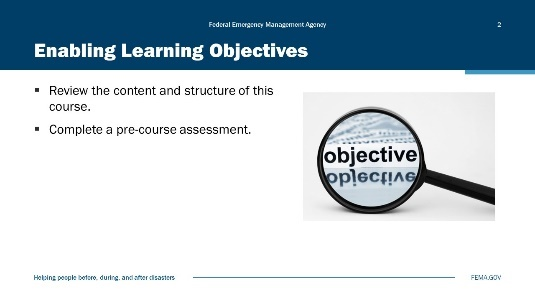 Federal Emergency Management Agency
2
Enabling Learning Objectives
Review the content and structure of this
course.
Complete a pre-course assessment.
objective
objective
Helping people before, during, and after disasters
FEMA.GOV